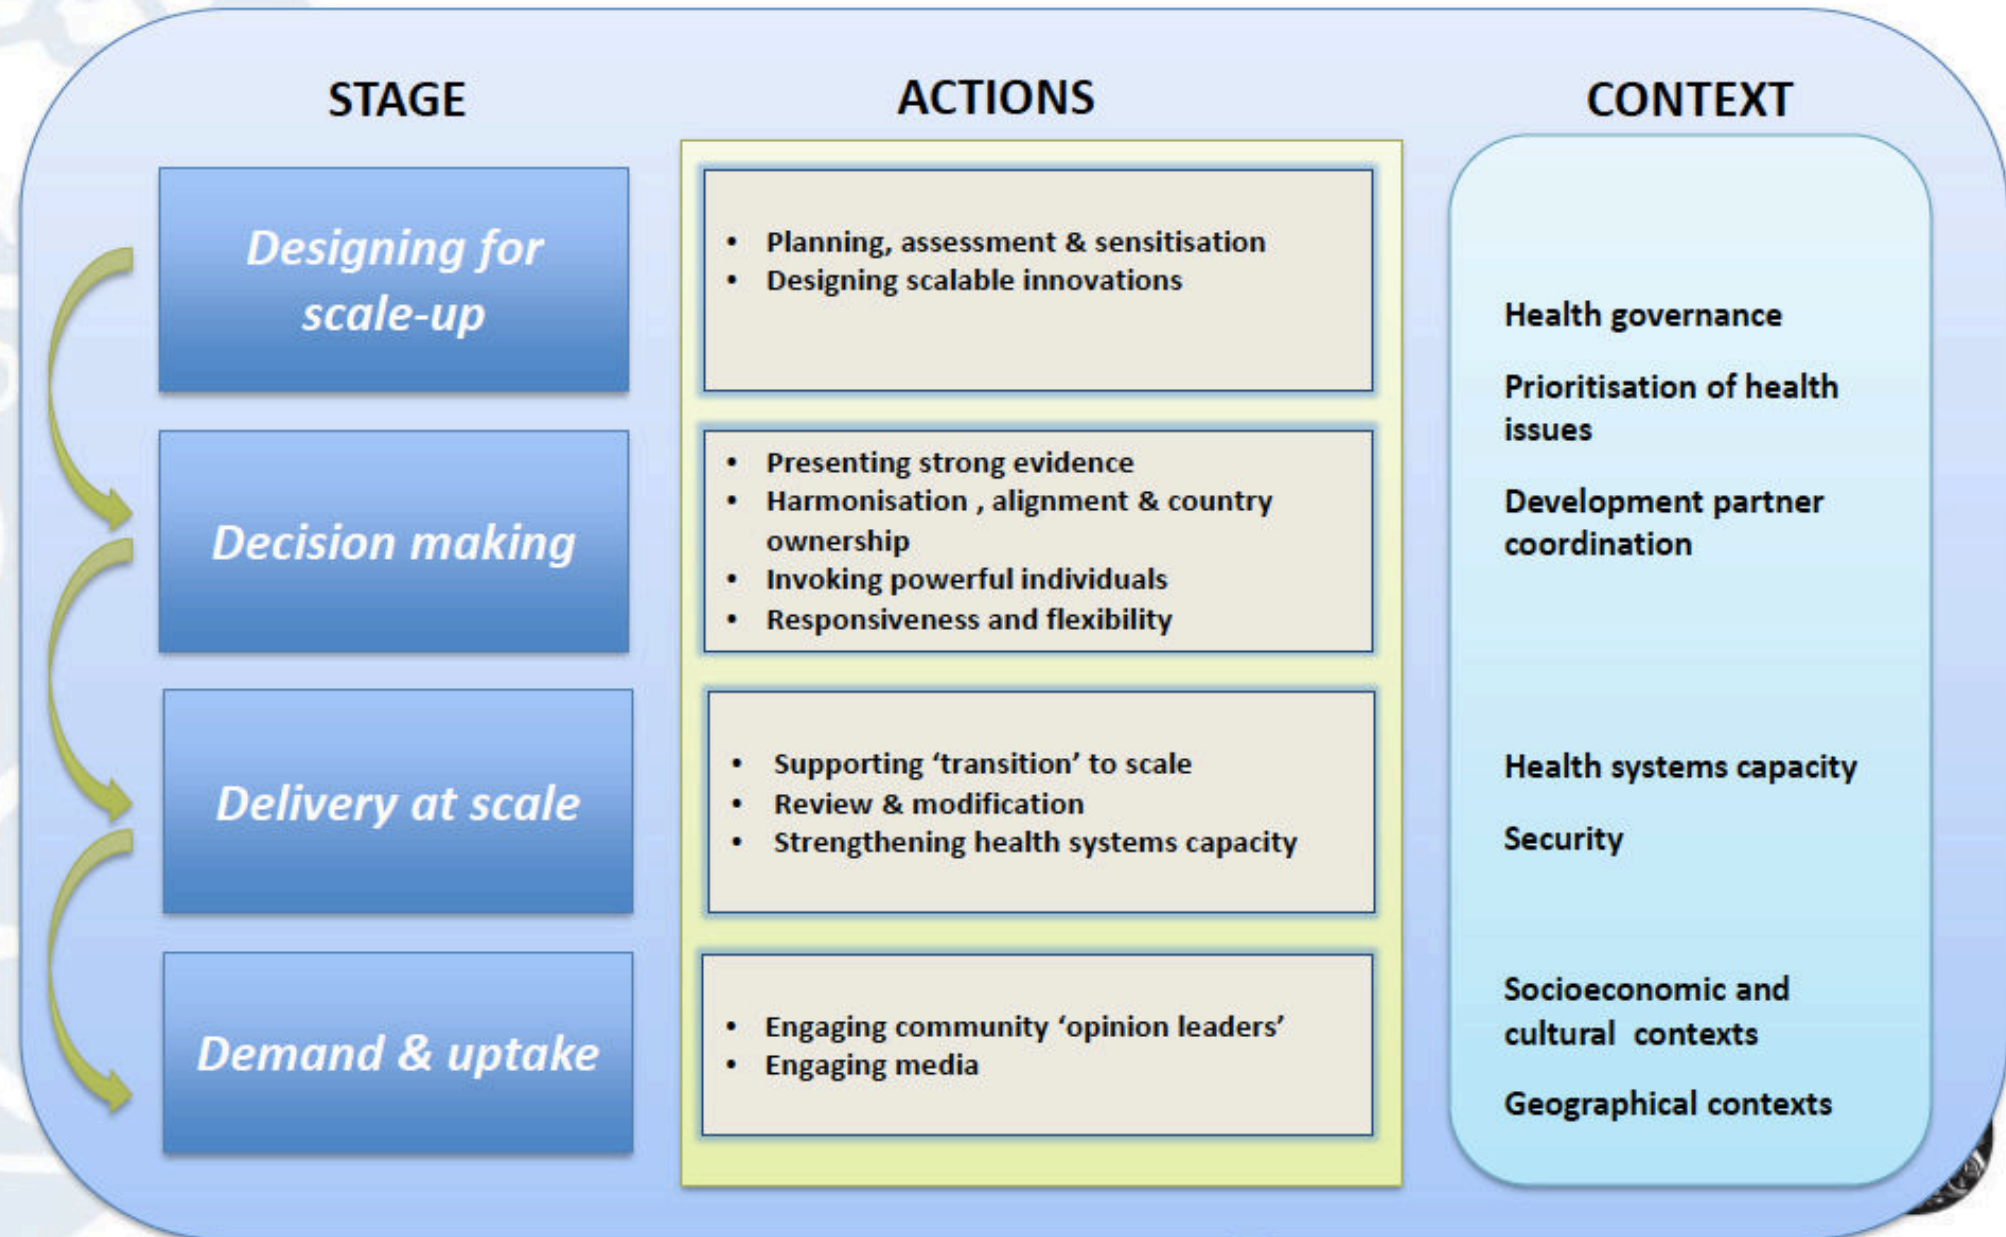 STAGE
ACTIONS
CONTEXT
Designing for
scale-up
• Planning, assessment & sensitisation
• Designing scalable innovations
Decision making
• Presenting strong evidence
• Harmonisation , alignment & country
ownership
• Invoking powerful individuals
• Responsiveness and flexibility
Delivery at scale
• Supporting ‘transition’ to scale
• Review & modification
• Strengthening health systems capacity
Demand & uptake
• Engaging community ‘opinion leaders’
• Engaging media
Health governance
Prioritisation of health
issues
Development partner
coordination
Health systems capacity
Security
Socioeconomic and
cultural contexts
Geographical contexts